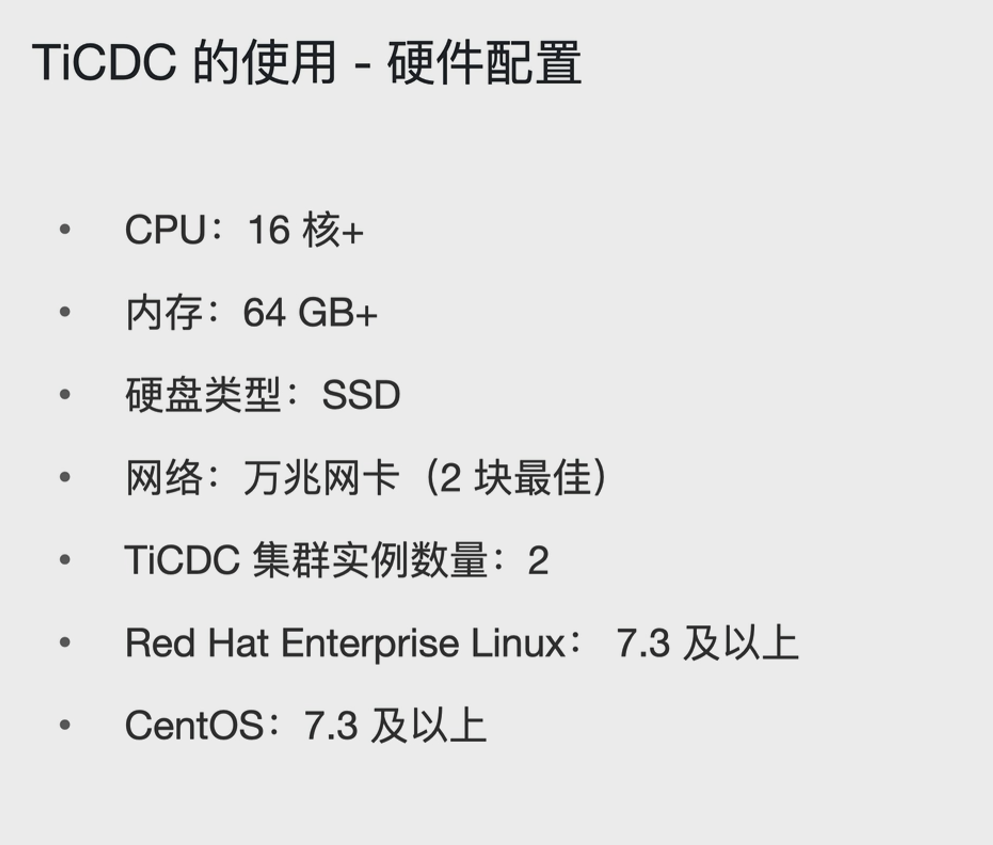 TiCDC 的使用 - 硬件配置
• CPU：16 核+
• 内存：64 GB+
• 硬盘类型：SSD
• 网络：万兆网卡（2 块最佳）
• TiCDC 集群实例数量：2
• Red Hat Enterprise Linux： 7.3 及以上
• CentOS：7.3 及以上